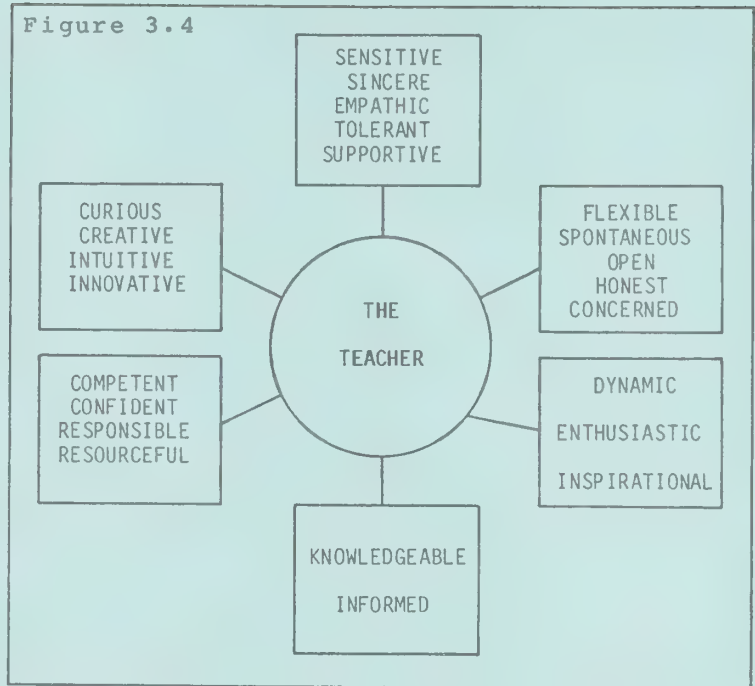 Figure 3.4
SENSITIVE
SINCERE
EMPATHIC
TOLERANT
SUPPORTIVE
CURIOUS
CREATIVE
INTUITIVE
INNOVATIVE
FLEXIBLE
SPONTANEOUS
OPEN
HONEST
CONCERNED
THE
TEACHER
COMPETENT
CONFIDENT
RESPONSIBLE
RESOURCEFUL
DYNAMIC
ENTHUSIASTIC
INSPIRATIONAL
KNOWLEDGEABLE
INFORMED